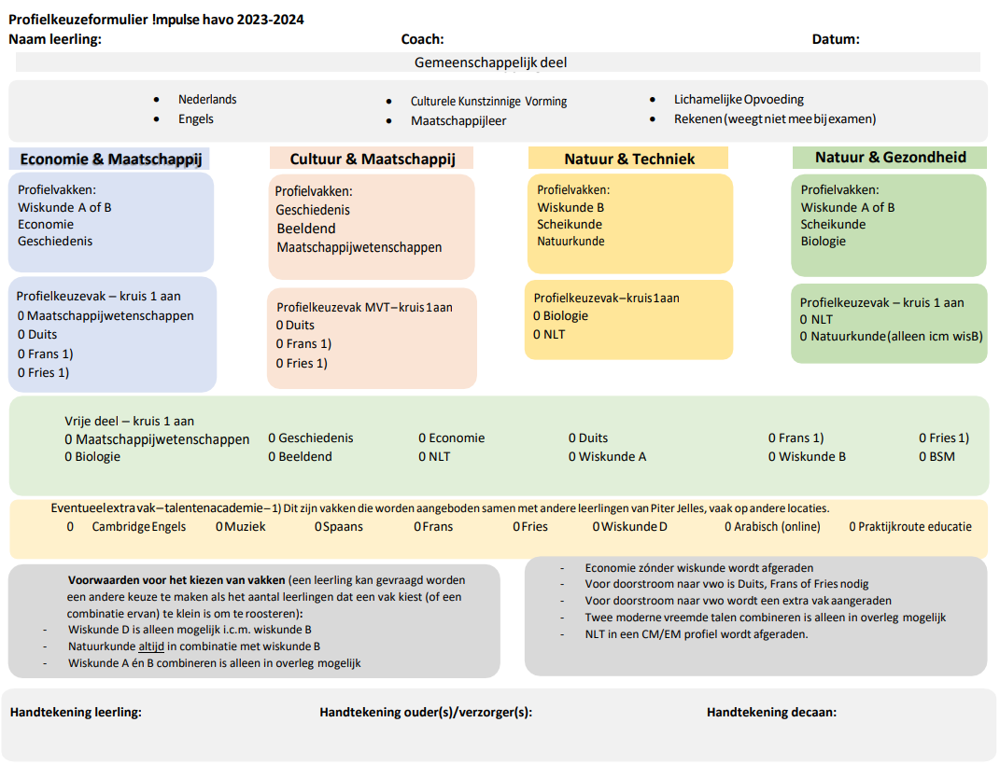 Profielkeuzeformulier !mpulse havo 2023-2024
Naam leerling: Coach: Datum:
Gemeenschappelijk deel
• Nederlands
• Engels
• Culturele Kunstzinnige Vorming
• Maatschappijleer
• Lichamelijke Opvoeding
• Rekenen (weegt niet mee bij examen)
Economie & Maatschappij
Profielvakken:
Wiskunde A of B
Economie
Geschiedenis
Profielkeuzevak – kruis 1 aan
0 Maatschappijwetenschappen
0 Duits
0 Frans 1)
0 Fries 1)
Cultuur & Maatschappij
Profielvakken:
Geschiedenis
Beeldend
Maatschappijwetenschappen
Profielkeuzevak MVT – kruis 1 aan
0 Duits
0 Frans 1)
0 Fries 1)
Natuur & Techniek
Profielvakken:
Wiskunde B
Scheikunde
Natuurkunde
Profielkeuzevak – kruis 1 aan
0 Biologie
0 NLT
Natuur & Gezondheid
Profielvakken:
Wiskunde A of B
Scheikunde
Biologie
Profielkeuzevak – kruis 1 aan
0 NLT
0 Natuurkunde (alleen icm wisB)
Vrije deel – kruis 1 aan
0 Maatschappijwetenschappen 0 Geschiedenis 0 Economie 0 Duits 0 Frans 1) 0 Fries 1)
0 Biologie 0 Beeldend 0 NLT 0 Wiskunde A 0 Wiskunde B 0 BSM
Eventueel extra vak – talentenacademie – 1) Dit zijn vakken die worden aangeboden samen met andere leerlingen van Piter Jelles, vaak op andere locaties.
0 Cambridge Engels 0 Muziek 0 Spaans 0 Frans 0 Fries 0 Wiskunde D 0 Arabisch (online) 0 Praktijkroute educatie
Voorwaarden voor het kiezen van vakken (een leerling kan gevraagd worden
een andere keuze te maken als het aantal leerlingen dat een vak kiest (of een
combinatie ervan) te klein is om te roosteren):
- Wiskunde D is alleen mogelijk i.c.m. wiskunde B
- Natuurkunde altijd in combinatie met wiskunde B
- Wiskunde A én B combineren is alleen in overleg mogelijk
- Economie zónder wiskunde wordt afgeraden
- Voor doorstroom naar vwo is Duits, Frans of Fries nodig
- Voor doorstroom naar vwo wordt een extra vak aangeraden
- Twee moderne vreemde talen combineren is alleen in overleg mogelijk
- NLT in een CM/EM profiel wordt afgeraden.
Handtekening leerling: Handtekening ouder(s)/verzorger(s): Handtekening decaan: